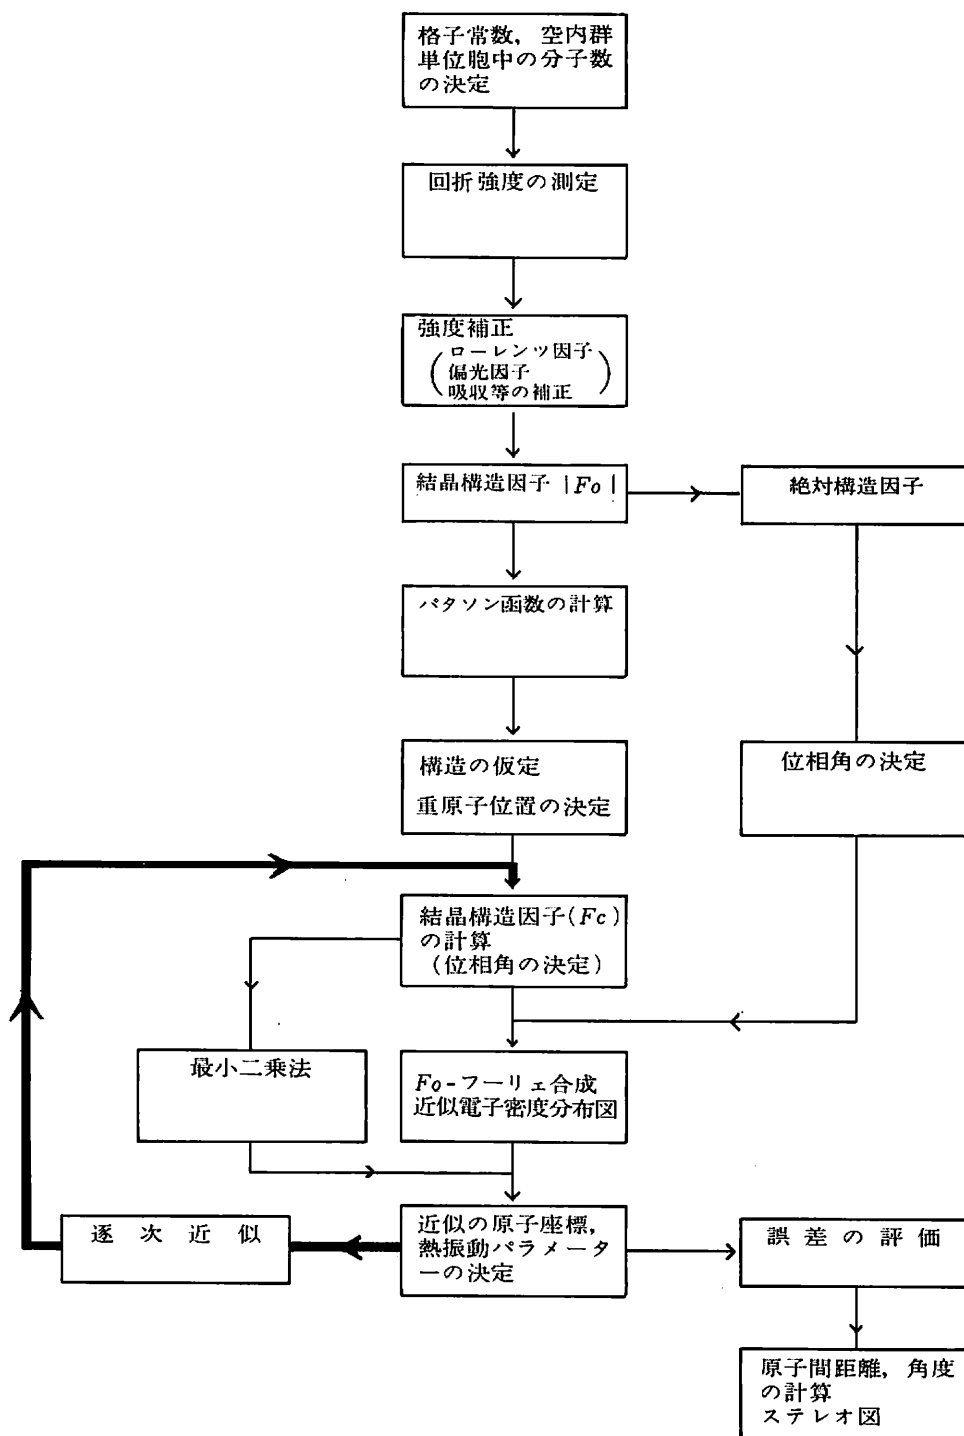 格子常数，空内群
単位胞中の分子数
の決定
回折強度の測定
強度補正
(ローレンツ因子
偏光因子
吸収等の補正)
結晶構造因子 |Fo|
絶対構造因子
パタソン函数の計算
構造の仮定
重原子位置の決定
位相角の決定
結晶構造因子(Fc)
の計算
(位相角の決定)
最小二乗法
Fo-フーリェ合成
近似電子密度分布図
逐次近似
近似の原子座標，
熱振動パラメータ
ーの決定
誤差の評価
原子間距離，角度
の計算
ステレオ図